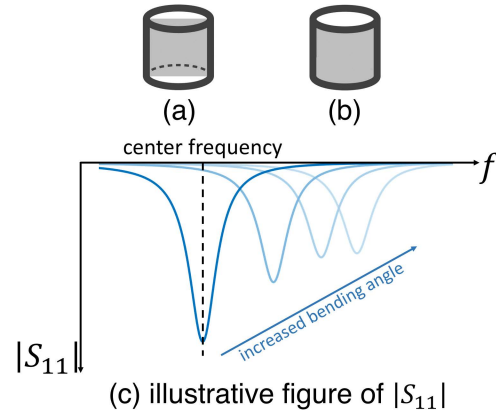 (a) (b)
center frequency
f
increased bending angle
|S₁₁|
(c) illustrative figure of |S₁₁|